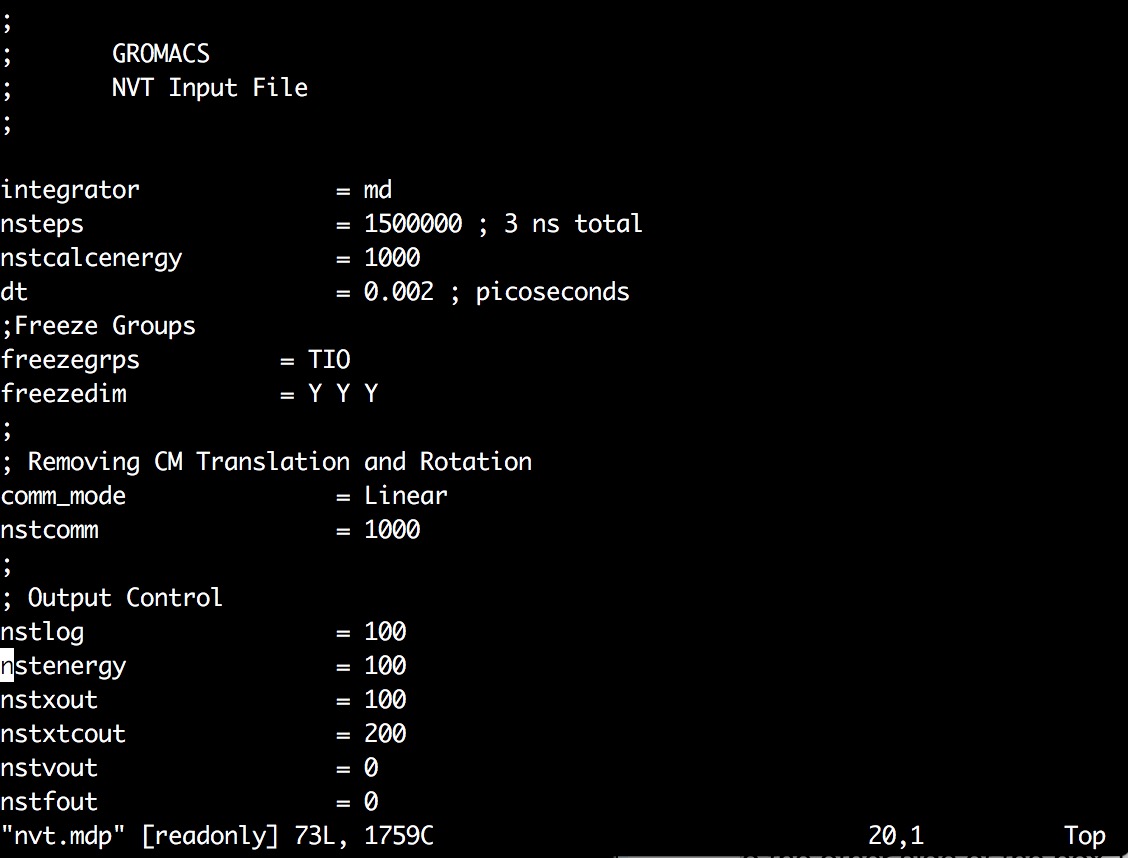 ;
;       GROMACS
;       NVT Input File
;
integrator              = md
nsteps                  = 1500000 ; 3 ns total
nstcalcenergy           = 1000
dt                      = 0.002 ; picoseconds
;Freeze Groups
freezegrps          = TIO
freezedim           = Y Y Y
;
; Removing CM Translation and Rotation
comm_mode               = Linear
nstcomm                 = 1000
;
; Output Control
nstlog                  = 100
nstenergy               = 100
nstxout                 = 100
nstxtcout               = 200
nstvout                 = 0
nstfout                 = 0
"nvt.mdp" [readonly] 73L, 1759C                               20,1          Top